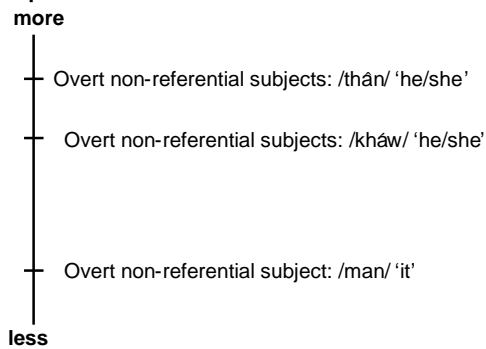 more
Overt non-referential subjects: /thân/ ‘he/she’
Overt non-referential subjects: /kháw/ ‘he/she’
Overt non-referential subject: /man/ ‘it’
less